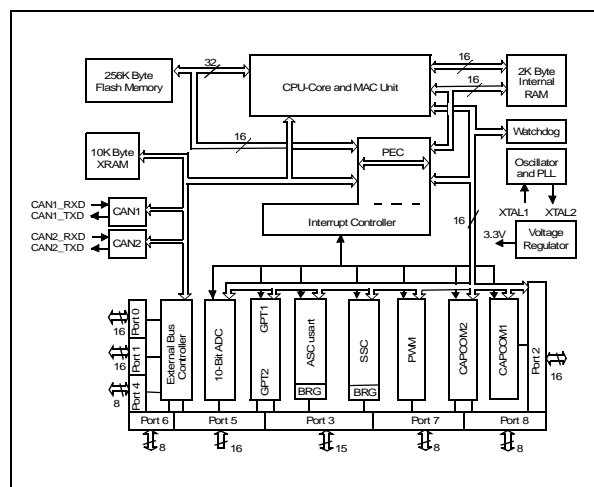 256K Byte
Flash Memory
32
CPU-Core and MAC Unit
16
16
2K Byte
Internal
RAM
Watchdog
10K Byte
XRAM
16
PEC
Oscillator
and PLL
CAN1_RXD
CAN1_TXD
CAN1
XTAL1
XTAL2
CAN2_RXD
CAN2_TXD
CAN2
Interrupt Controller
16
3.3V
Voltage
Regulator
Port 0
16
Port 1
16
Port 4
8
External Bus
Controller
10-Bit ADC
GPT1
GPT2
ASC usart
BRG
SSC
BRG
PWM
CAPCOM2
CAPCOM1
Port 2
16
Port 6
Port 5
Port 3
Port 7
Port 8
8
16
15
8
8